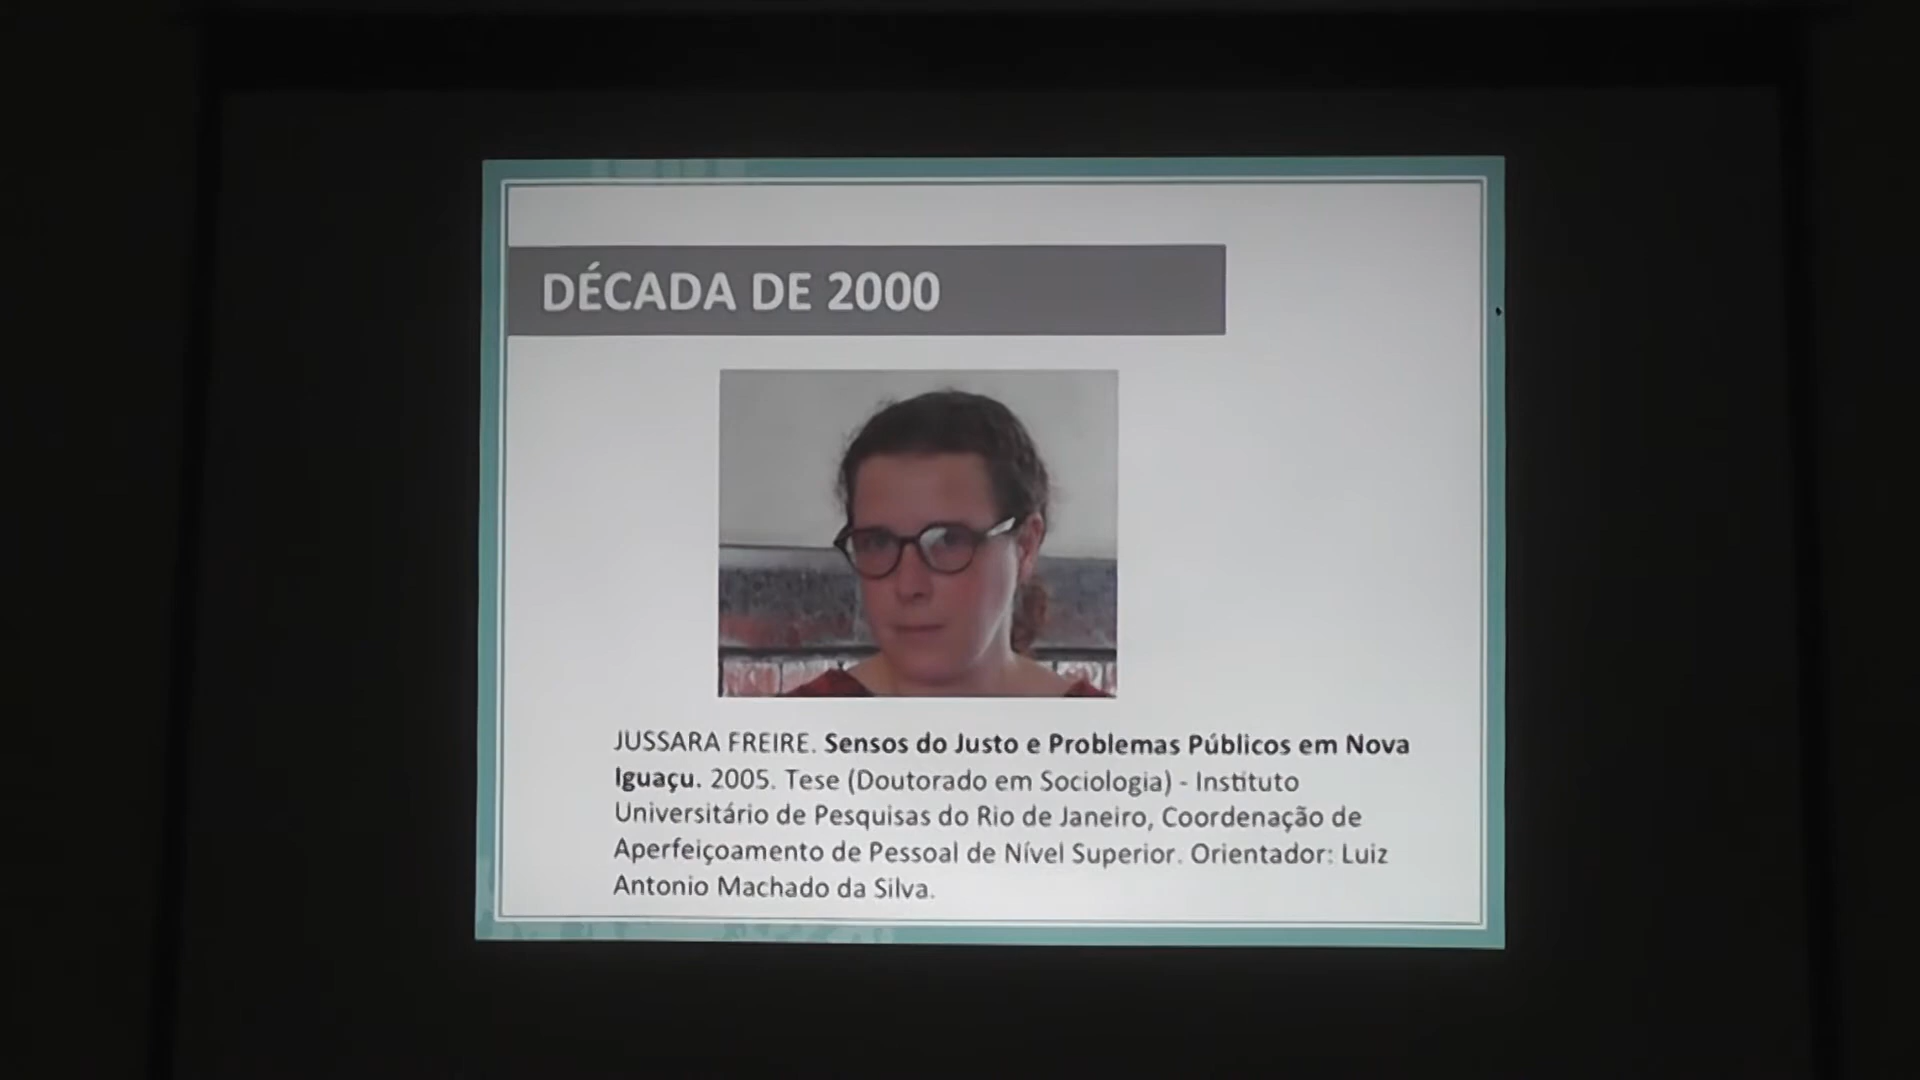 DÉCADA DE 2000
JUSSARA FREIRE. Sensos do Justo e Problemas Públicos em Nova
Iguaçu. 2005. Tese (Doutorado em Sociologia) - Instituto
Universitário de Pesquisas do Rio de Janeiro, Coordenação de
Aperfeiçoamento de Pessoal de Nível Superior. Orientador: Luiz
Antonio Machado da Silva.